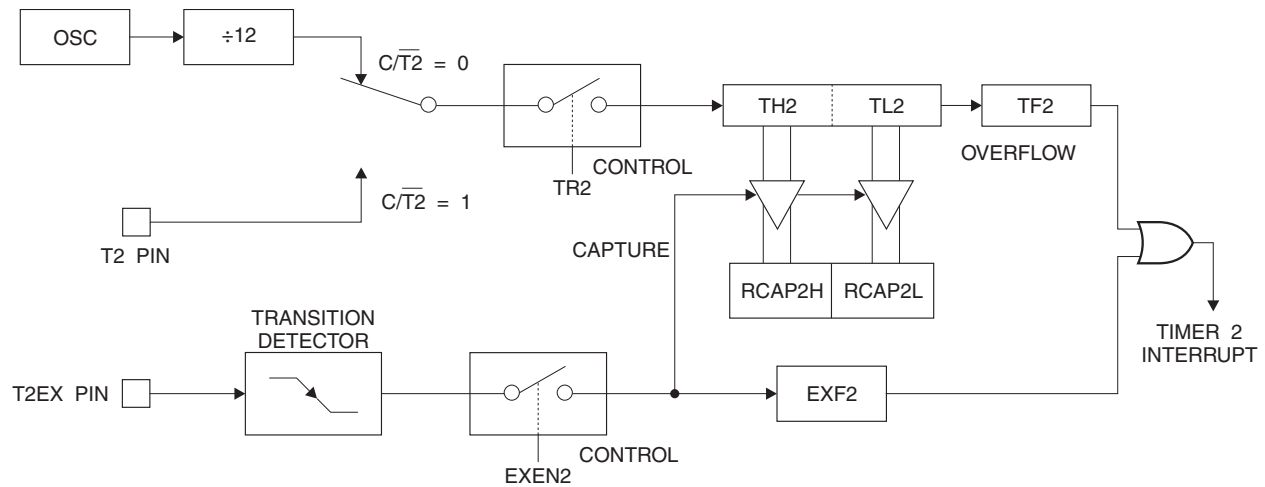 OSC
÷12
C/T2̅ = 0
TH2
TL2
TF2
OVERFLOW
CONTROL
TR2
C/T2̅ = 1
T2 PIN
CAPTURE
RCAP2H
RCAP2L
TRANSITION
DETECTOR
TIMER 2
INTERRUPT
T2EX PIN
EXF2
CONTROL
EXEN2